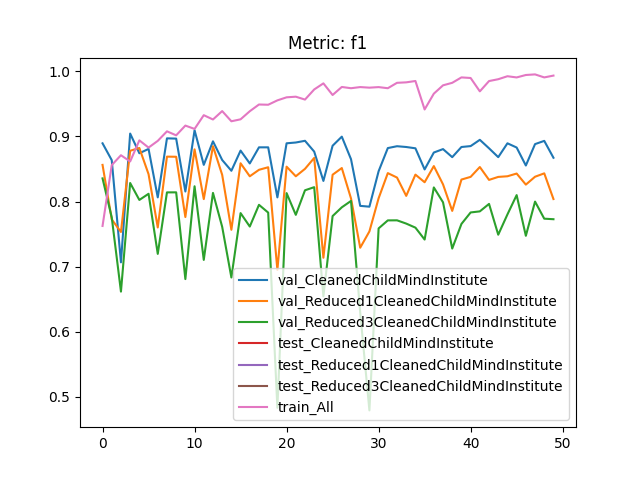 Metric: f1
1.0
0.9
0.8
0.7
0.6
0.5
val_CleanedChildMindInstitute
val_Reduced1CleanedChildMindInstitute
val_Reduced3CleanedChildMindInstitute
test_CleanedChildMindInstitute
test_Reduced1CleanedChildMindInstitute
test_Reduced3CleanedChildMindInstitute
train_All
0 10 20 30 40 50